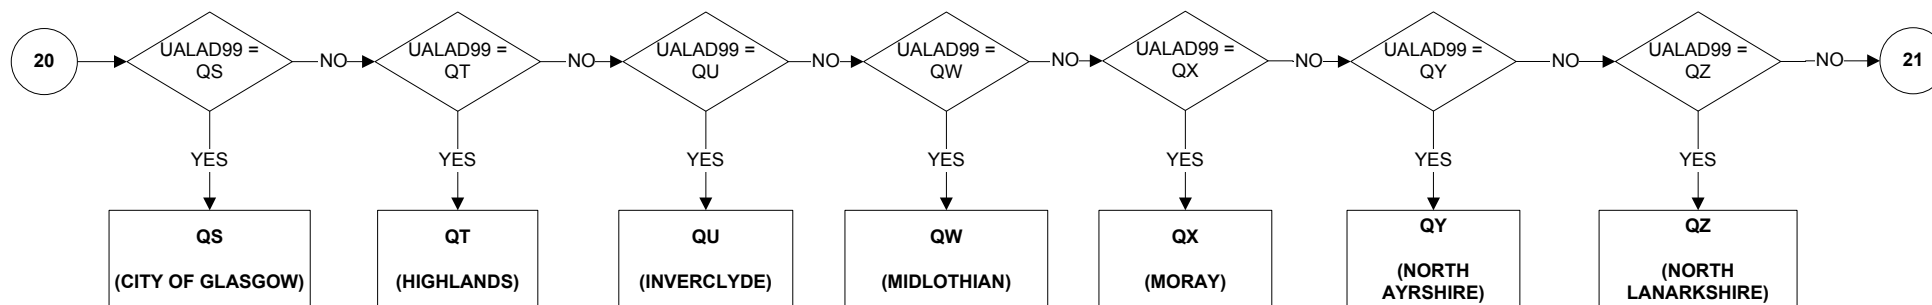 20
UALAD99 =
QS
NO
UALAD99 =
QT
NO
UALAD99 =
QU
NO
UALAD99 =
QW
NO
UALAD99 =
QX
NO
UALAD99 =
QY
NO
UALAD99 =
QZ
NO
21
YES
YES
YES
YES
YES
YES
YES
QS
(CITY OF GLASGOW)
QT
(HIGHLANDS)
QU
(INVERCLYDE)
QW
(MIDLOTHIAN)
QX
(MORAY)
QY
(NORTH
AYRSHIRE)
QZ
(NORTH
LANARKSHIRE)